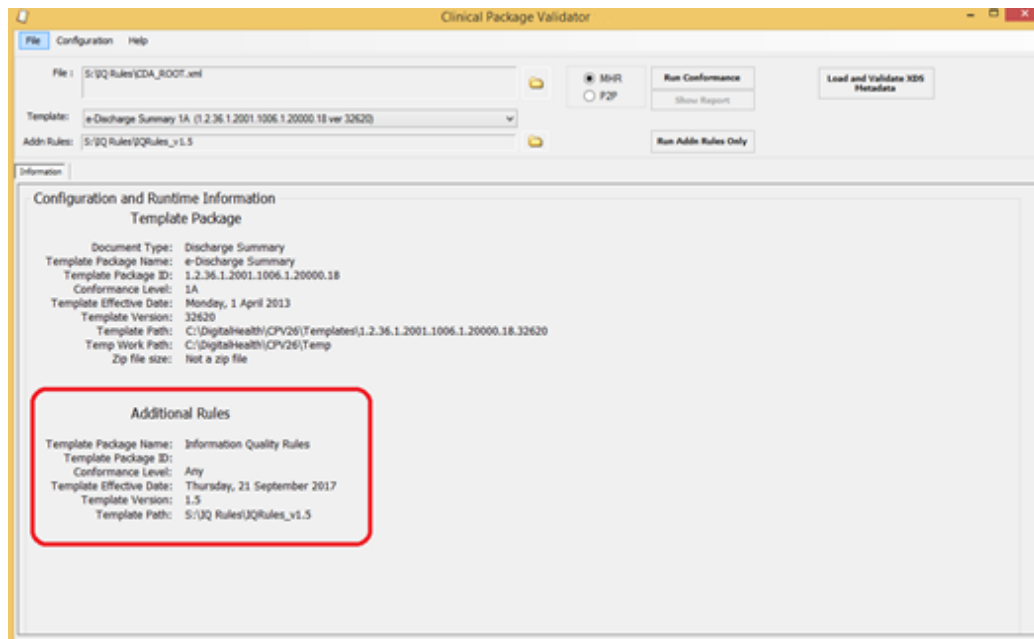 Clinical Package Validator
File Configuration Help
File : S:\IQ Rules\CDA_ROOT.xml
MHR
Run Conformance
Load and Validate XDS
Metadata
P2P
Show Report
Template: e-Discharge Summary 1A (1.2.36.1.2001.1006.1.20000.18 ver 32620)
Addn Rules: S:\IQ Rules\IQRules_v1.5
Run Addn Rules Only
Information
Configuration and Runtime Information
Template Package
Document Type: Discharge Summary
Template Package Name: e-Discharge Summary
Template Package ID: 1.2.36.1.2001.1006.1.20000.18
Conformance Level: 1A
Template Effective Date: Monday, 1 April 2013
Template Version: 32620
Template Path: C:\DigitalHealth\CPV26\Templates\1.2.36.1.2001.1006.1.20000.18.32620
Temp Work Path: C:\DigitalHealth\CPV26\Temp
Zip file size: Not a zip file
Additional Rules
Template Package Name: Information Quality Rules
Template Package ID:
Conformance Level: Any
Template Effective Date: Thursday, 21 September 2017
Template Version: 1.5
Template Path: S:\IQ Rules\IQRules_v1.5